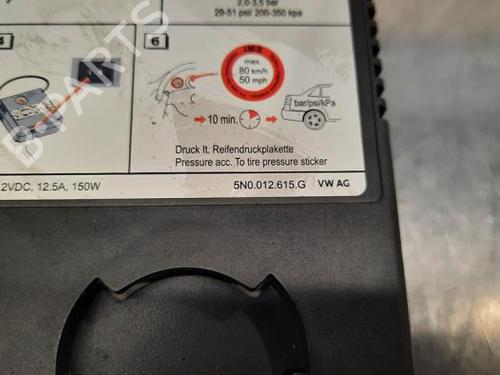 2.0-3.5 bar
29-51 psi/ 200-350 kpa
4
6
max.
80 km/h
50 mph
10 min.
bar/psi/kPa
Druck lt. Reifendruckplakette
Pressure acc. To tire pressure sticker
2VDC, 12.5A, 150W
5N0.012.615.G VW AG
B-PARTS